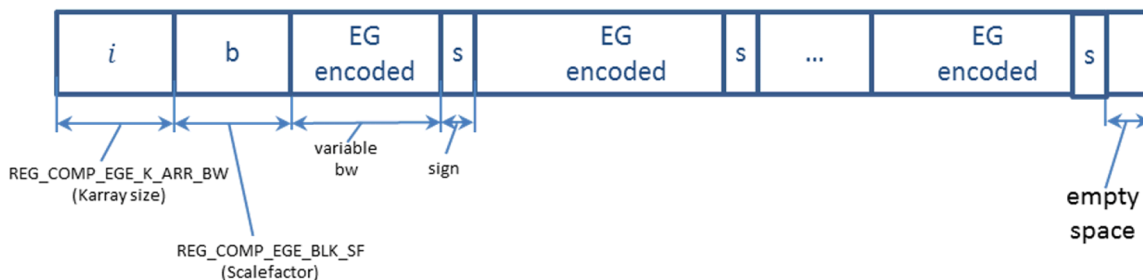 i
b
EG
encoded
s
EG
encoded
s
...
EG
encoded
s
REG_COMP_EGE_K_ARR_BW
(Karray size)
REG_COMP_EGE_BLK_SF
(Scalefactor)
variable
bw
sign
empty
space